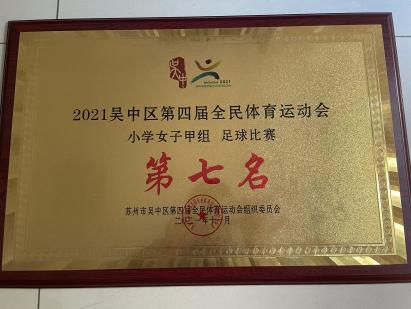 吴中
2021吴中区第四届全民体育运动会
小学女子甲组 足球比赛
第七名
苏州市吴中区第四届全民体育运动会组织委员会